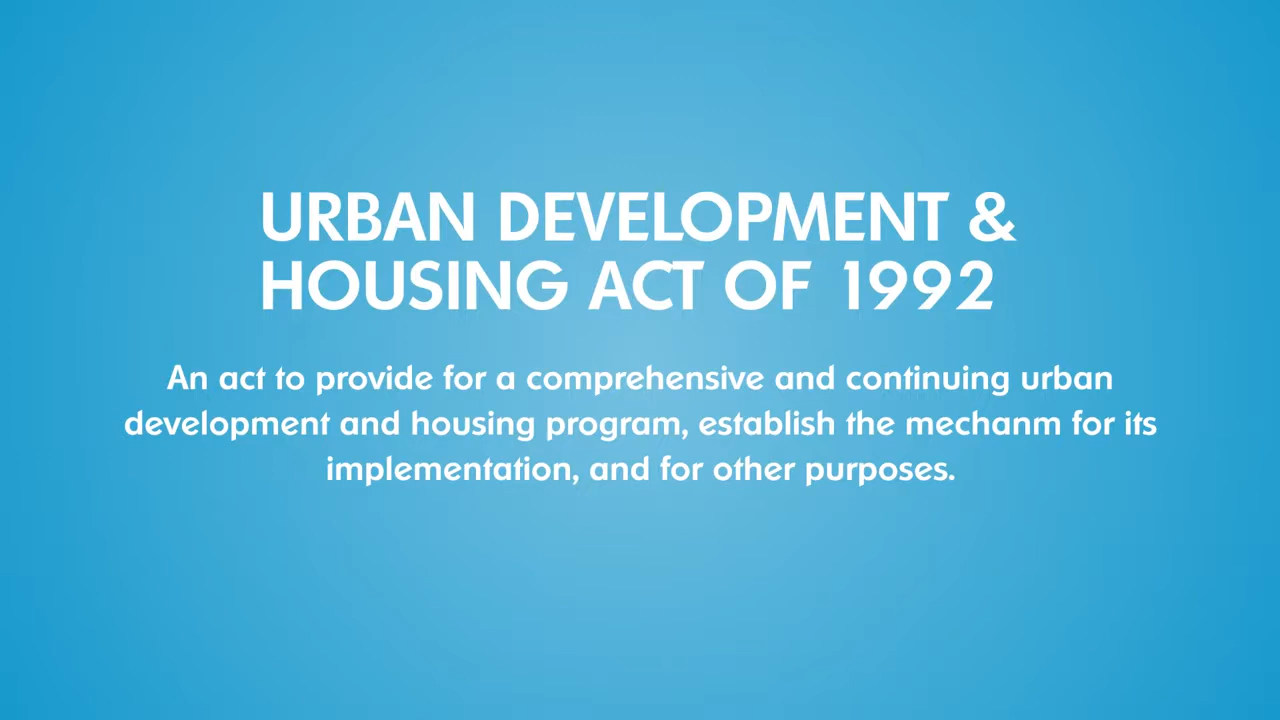 URBAN DEVELOPMENT &
HOUSING ACT OF 1992
An act to provide for a comprehensive and continuing urban
development and housing program, establish the mechanm for its
implementation, and for other purposes.